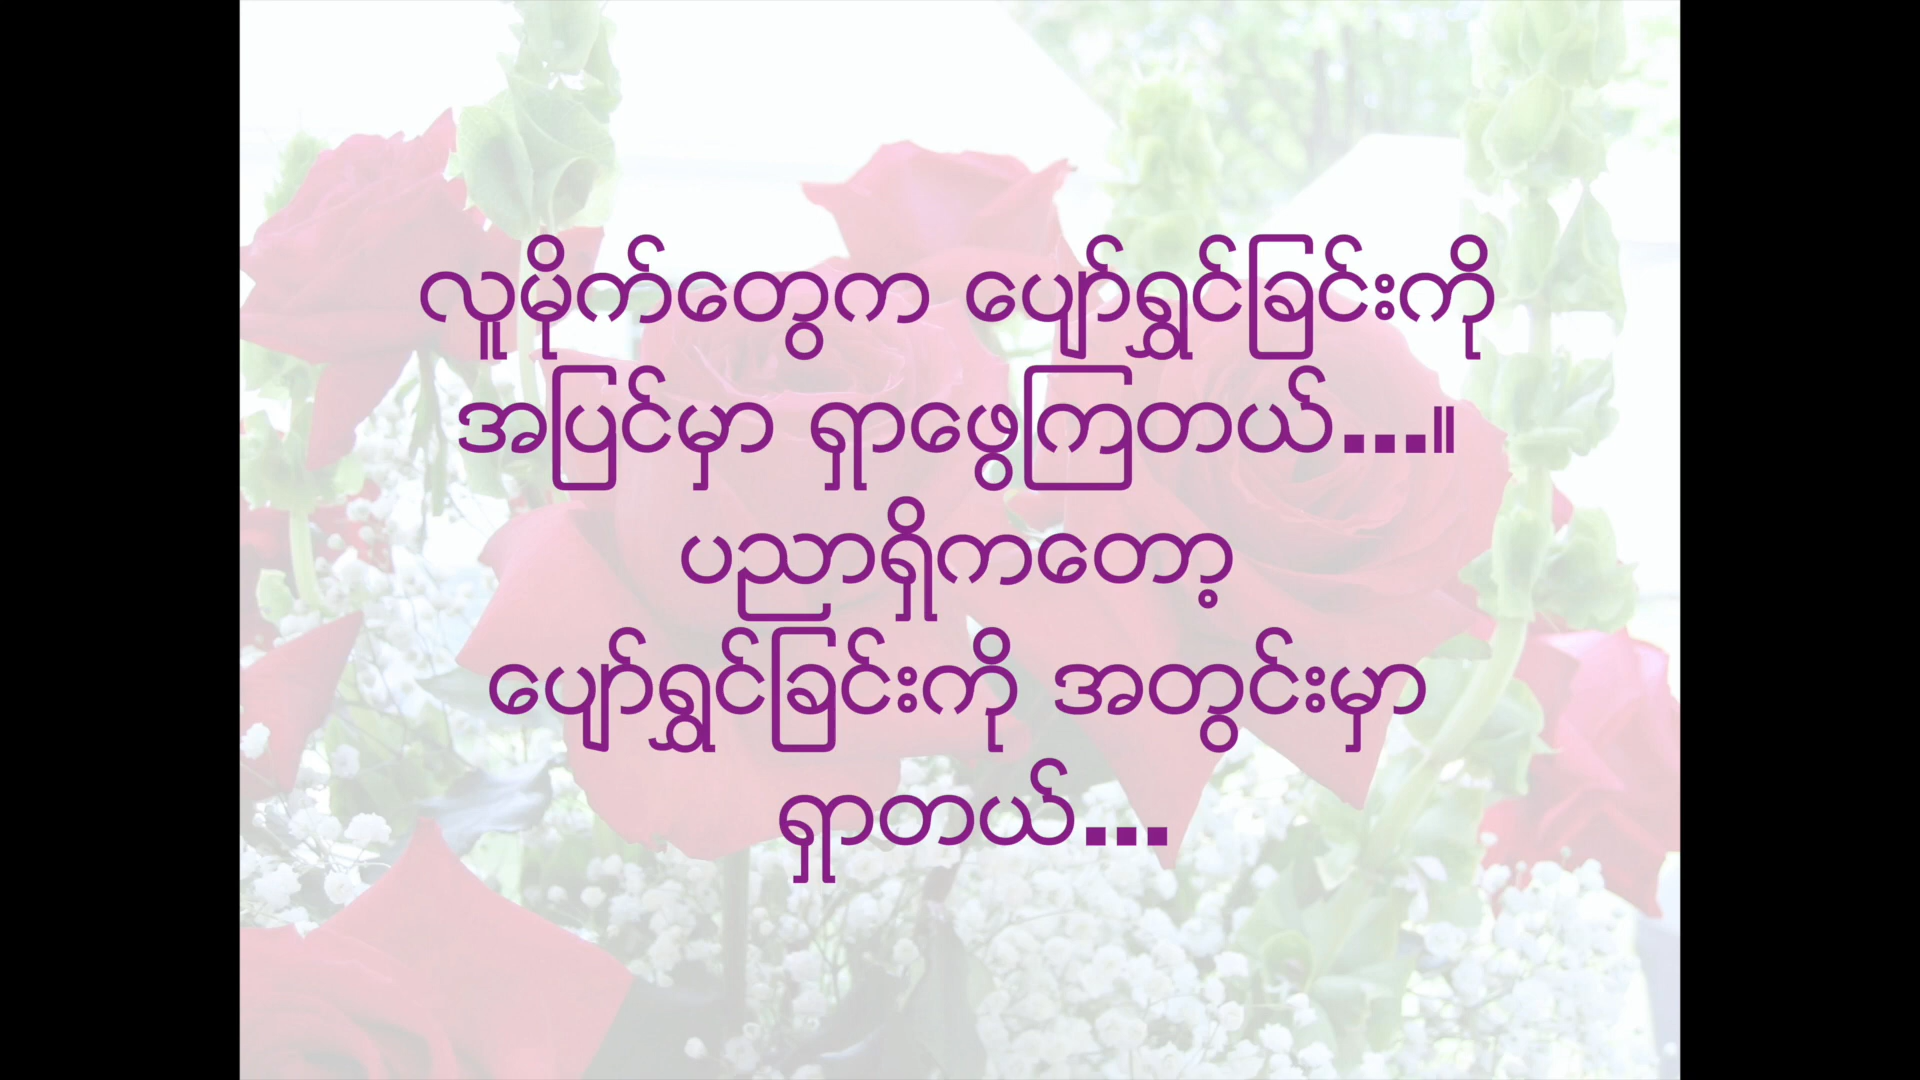 လူမိုက်တွေက ပျော်ရွှင်ခြင်းကို
အပြင်မှာ ရှာဖွေကြတယ်...။
ပညာရှိကတော့
ပျော်ရွှင်ခြင်းကို အတွင်းမှာ
ရှာတယ်...